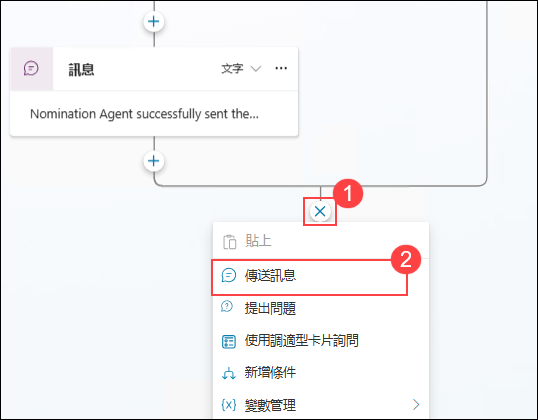 訊息 文字
Nomination Agent successfully sent the...
1
貼上
2
傳送訊息
提出問題
使用調適型卡片詢問
新增條件
{x} 變數管理